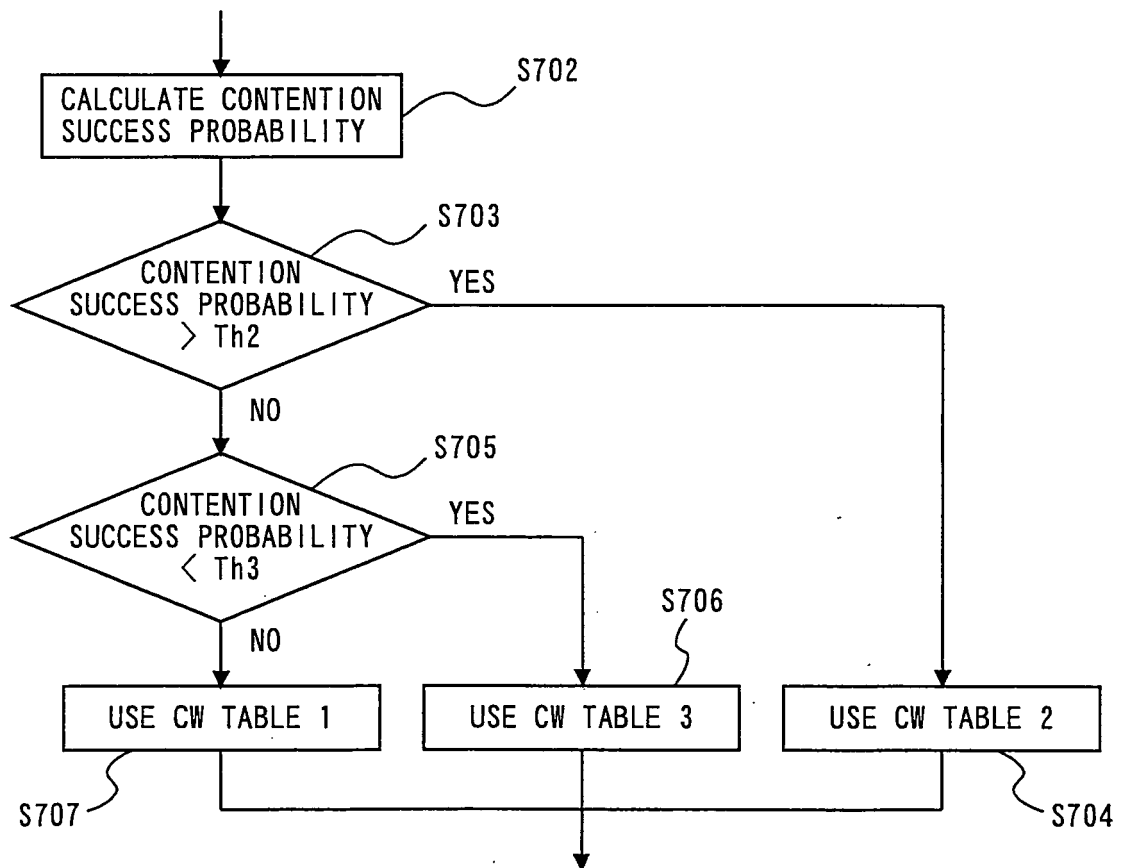 S702
CALCULATE CONTENTION
SUCCESS PROBABILITY
S703
CONTENTION
SUCCESS PROBABILITY
> Th2
YES
NO
S705
CONTENTION
SUCCESS PROBABILITY
< Th3
YES
NO
S706
USE CW TABLE 1
USE CW TABLE 3
USE CW TABLE 2
S707
S704